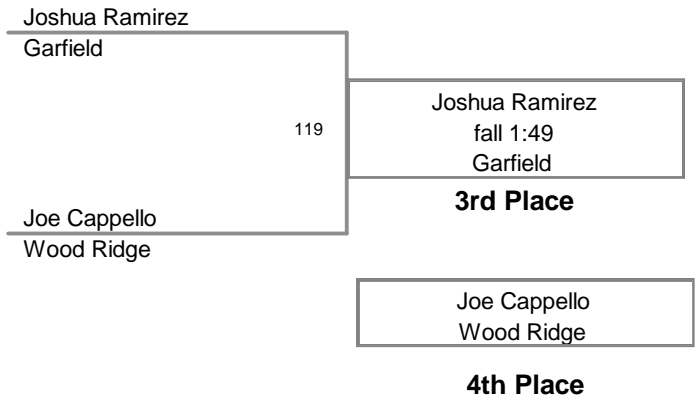 Joshua Ramirez
Garfield
119
Joshua Ramirez
fall 1:49
Garfield
3rd Place
Joe Cappello
Wood Ridge
Joe Cappello
Wood Ridge
4th Place